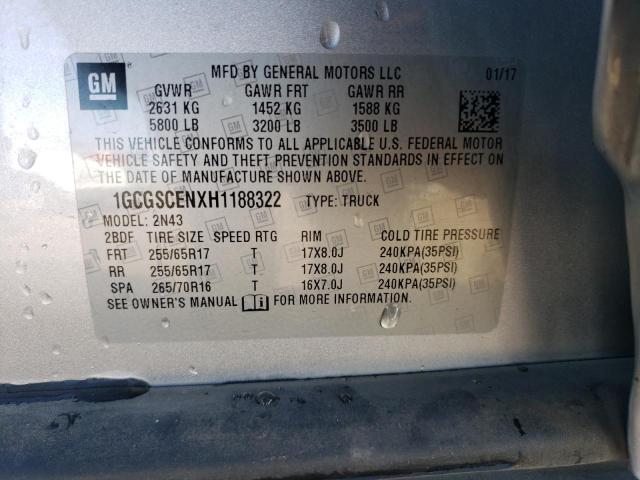 GM
MFD BY GENERAL MOTORS LLC 01/17
GVWR GAWR FRT GAWR RR
2631 KG 1452 KG 1588 KG
5800 LB 3200 LB 3500 LB
THIS VEHICLE CONFORMS TO ALL APPLICABLE U.S. FEDERAL MOTOR
VEHICLE SAFETY AND THEFT PREVENTION STANDARDS IN EFFECT ON
THE DATE OF MANUFACTURE SHOWN ABOVE.
1GCGSCENXH1188322 TYPE: TRUCK
MODEL: 2N43
2BDF TIRE SIZE SPEED RTG RIM COLD TIRE PRESSURE
FRT 255/65R17 T 17X8.0J 240KPA(35PSI)
RR 255/65R17 T 17X8.0J 240KPA(35PSI)
SPA 265/70R16 T 16X7.0J 240KPA(35PSI)
SEE OWNER'S MANUAL FOR MORE INFORMATION.